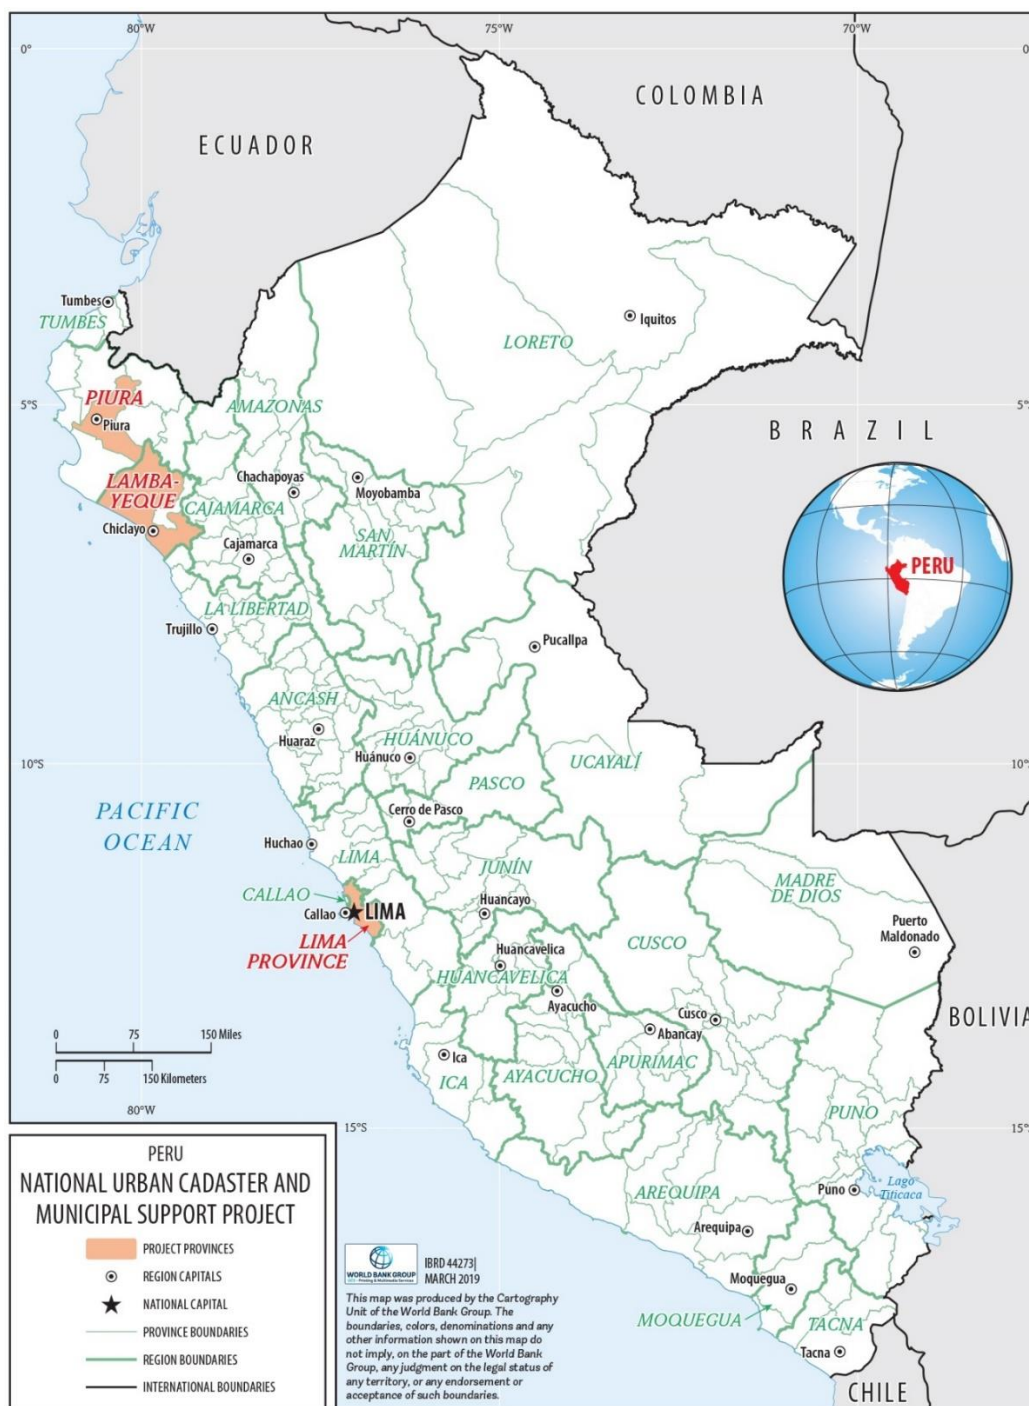 80°W
75°W
70°W
0°
0°
COLOMBIA
ECUADOR
Tumbes
TUMBES
LORETO
Iquitos
PIURA
5°S
Piura
AMAZONAS
5°S
BRAZIL
LAMBA-
YEQUE
Chachapoyas
Moyobamba
CAJAMARCA
Chiclayo
SAN
MARTÍN
Cajamarca
PERU
LA LIBERTAD
Trujillo
Pucallpa
ANCASH
Huaraz
HUÁNUCO
Huánuco
UCAYALÍ
10°S
10°S
PASCO
PACIFIC
OCEAN
Cerro de Pasco
Huchao
LIMA
JUNÍN
MADRE
DE DIOS
CALLAO
Callao
LIMA
Huancayo
Puerto
Maldonado
LIMA
PROVINCE
CUSCO
Huancavelica
HUANCAVELICA
Ayacucho
Cusco
Abancay
BOLIVIA
0 75 150 Miles
0 75 150 Kilometers
Ica
ICA
AYACUCHO
APURÍMAC
80°W
PUNO
15°S
15°S
Lago
Titicaca
Puno
AREQUIPA
Arequipa
Moquegua
MOQUEGUA
TACNA
Tacna
CHILE
PERU
NATIONAL URBAN CADASTER AND
MUNICIPAL SUPPORT PROJECT
PROJECT PROVINCES
REGION CAPITALS
NATIONAL CAPITAL
PROVINCE BOUNDARIES
REGION BOUNDARIES
INTERNATIONAL BOUNDARIES
WORLD BANK GROUP
IBRD 44273|
MARCH 2019
This map was produced by the Cartography
Unit of the World Bank Group. The
boundaries, colors, denominations and any
other information shown on this map do
not imply, on the part of the World Bank
Group, any judgment on the legal status of
any territory, or any endorsement or
acceptance of such boundaries.